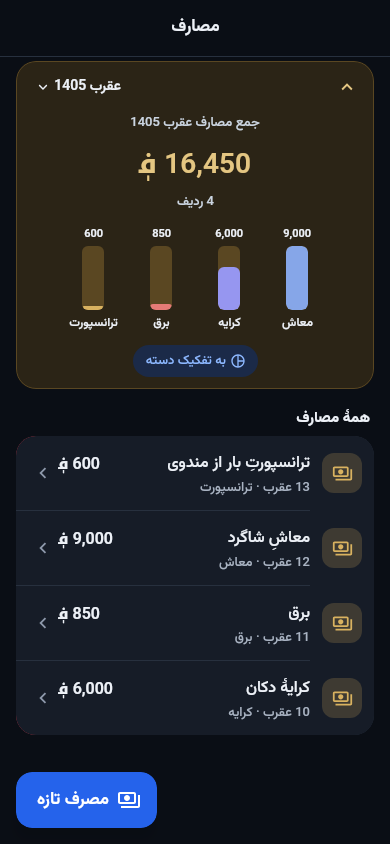 مصارف
عقرب 1405
جمع مصارف عقرب 1405
16,450 ؋
4 ردیف
9,000
6,000
850
600
معاش
کرایه
برق
ترانسپورت
به تفکیک دسته
همهٔ مصارف
ترانسپورتِ بار از مندوی
600 ؋
13 عقرب · ترانسپورت
معاشِ شاگرد
9,000 ؋
12 عقرب · معاش
برق
850 ؋
11 عقرب · برق
کرایهٔ دکان
6,000 ؋
10 عقرب · کرایه
مصرف تازه